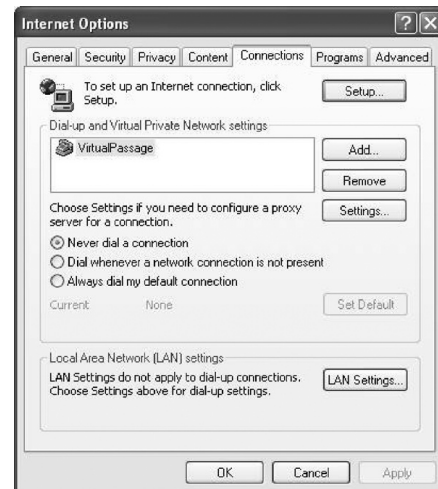 Internet Options
General Security Privacy Content Connections Programs Advanced
To set up an Internet connection, click
Setup.
Setup...
Dial-up and Virtual Private Network settings
VirtualPassage
Add...
Remove
Choose Settings if you need to configure a proxy
server for a connection.
Settings...
Never dial a connection
Dial whenever a network connection is not present
Always dial my default connection
Current None
Set Default
Local Area Network (LAN) settings
LAN Settings do not apply to dial-up connections.
Choose Settings above for dial-up settings.
LAN Settings...
OK Cancel Apply